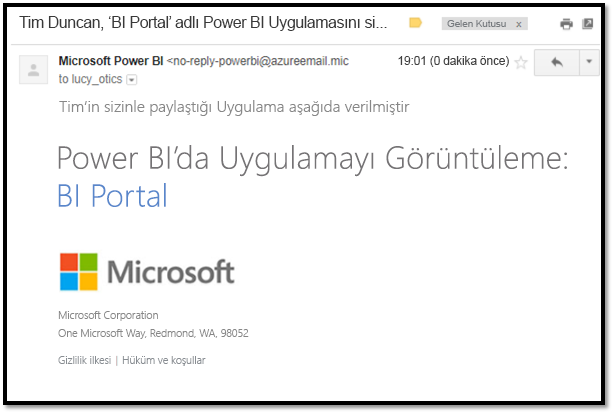 Tim Duncan, ‘BI Portal’ adlı Power BI Uygulamasını si...
Gelen Kutusu x
Microsoft Power BI <no-reply-powerbi@azureemail.mic
19:01 (0 dakika önce)
to lucy_otics
Tim’in sizinle paylaştığı Uygulama aşağıda verilmiştir
Power BI’da Uygulamayı Görüntüleme:
BI Portal
Microsoft
Microsoft Corporation
One Microsoft Way, Redmond, WA, 98052
Gizlilik ilkesi | Hüküm ve koşullar